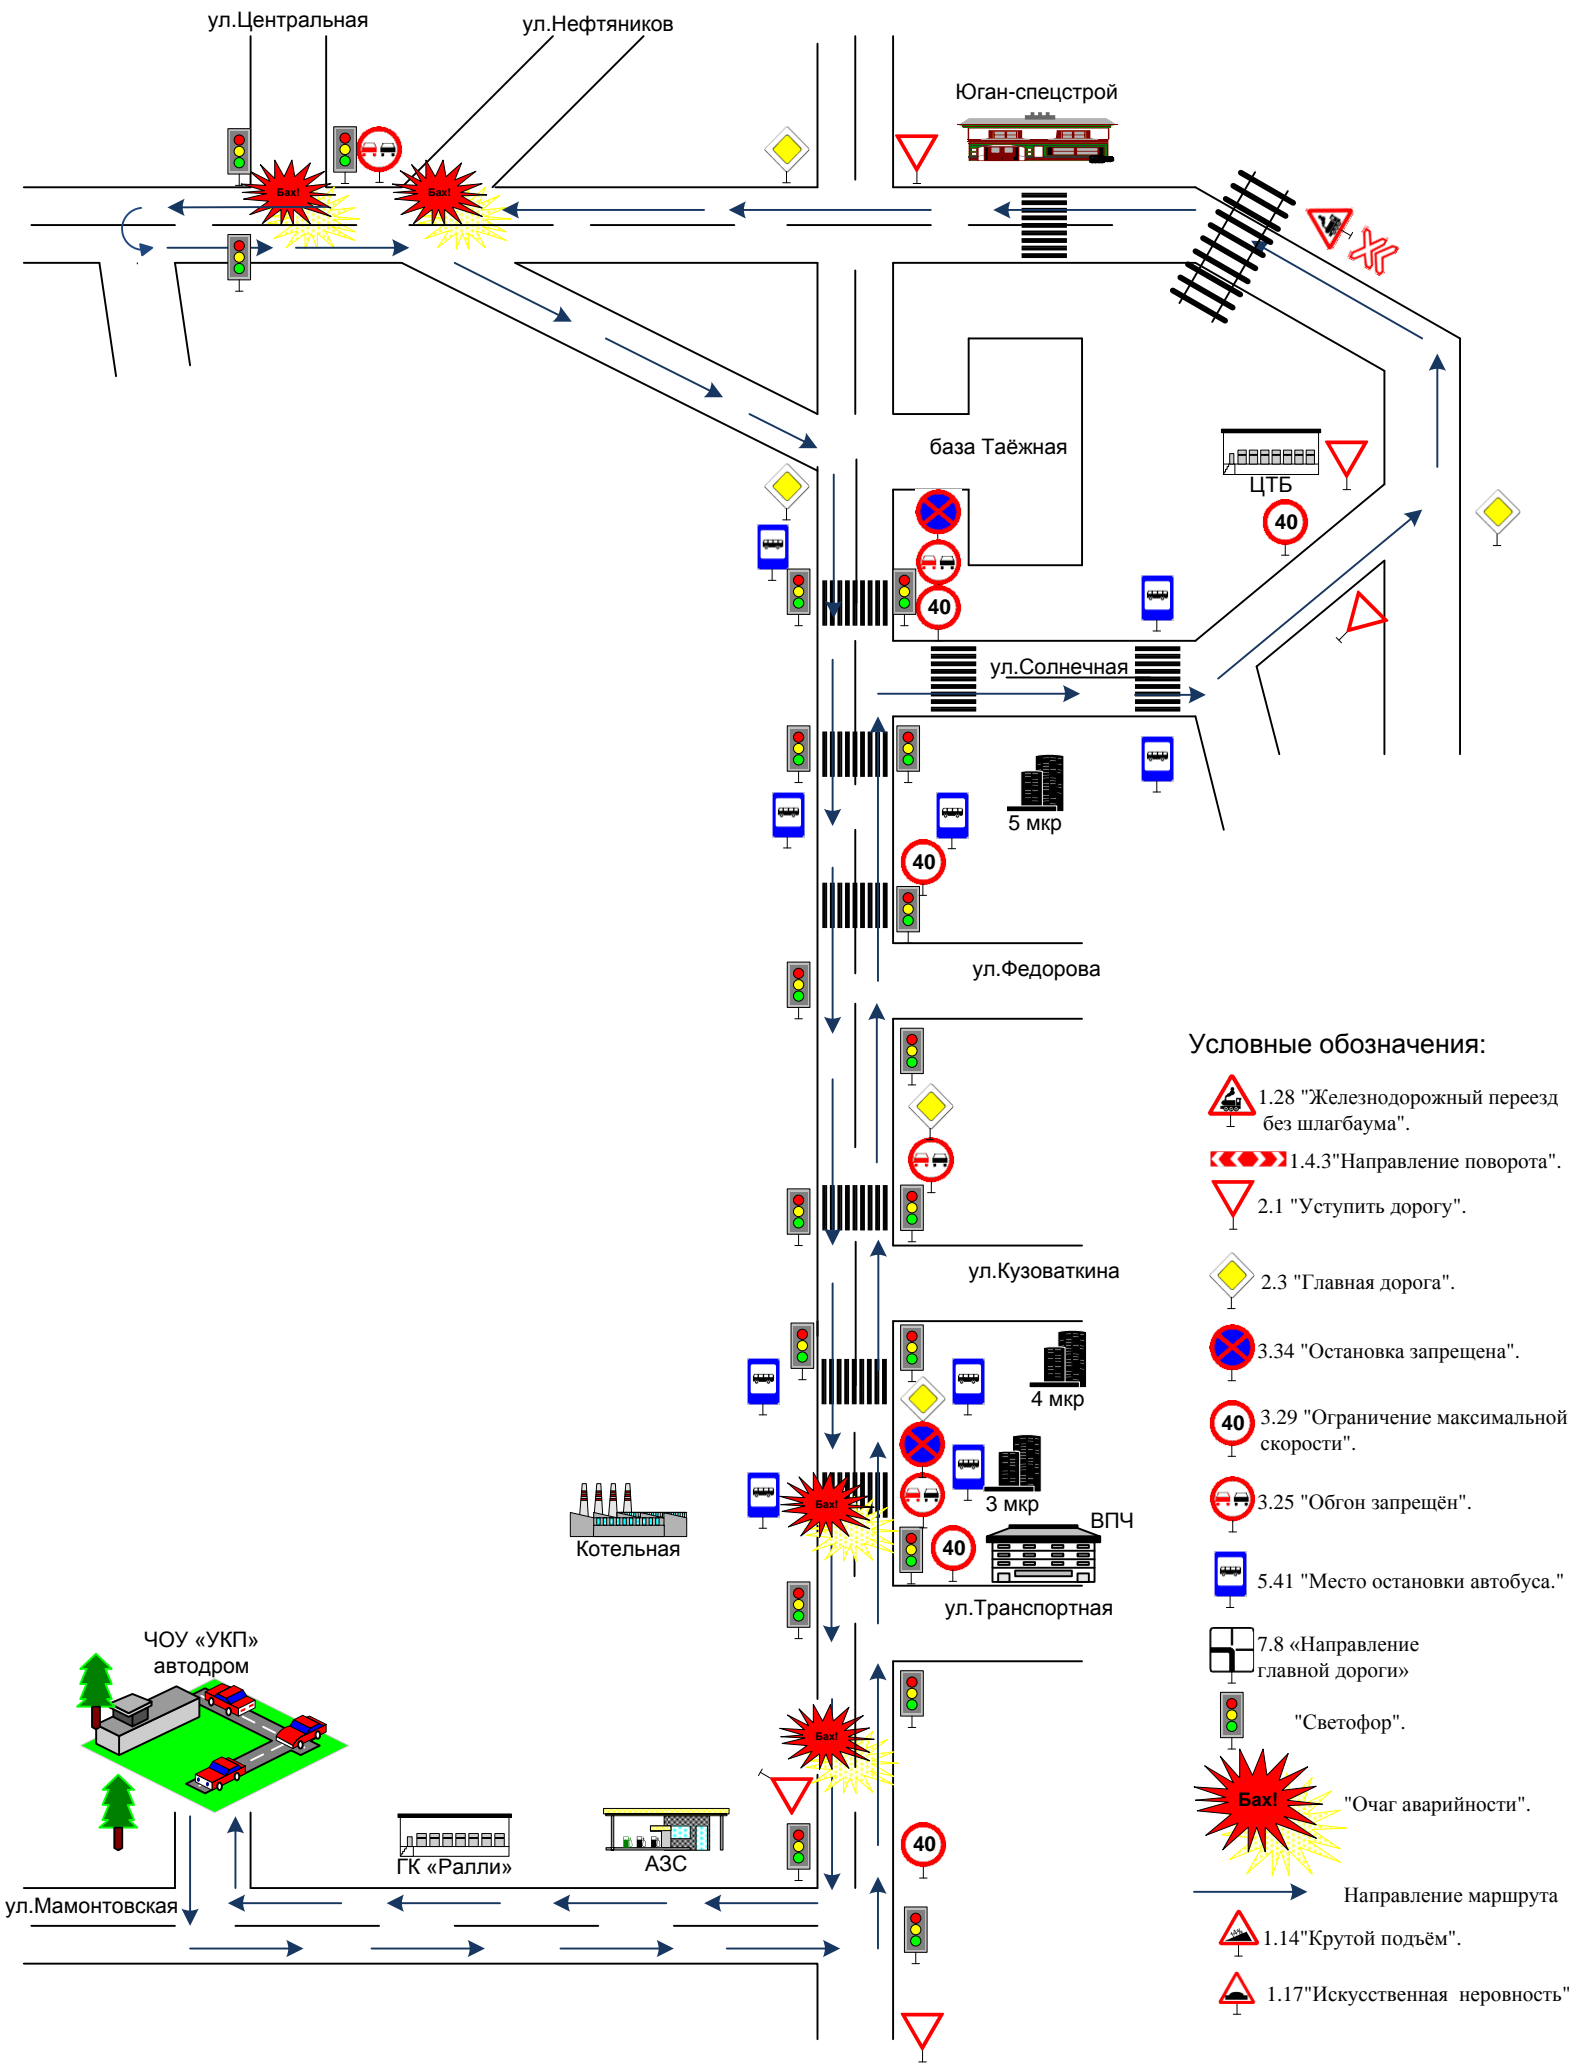 ул.Центральная
ул.Нефтяников
Юган-спецстрой
Бах!
Бах!
база Таёжная
ЦТБ
40
40
ул.Солнечная
5 мкр
40
ул.Федорова
Условные обозначения:
1.28 "Железнодорожный переезд
без шлагбаума".
1.4.3"Направление поворота".
2.1 "Уступить дорогу".
ул.Кузоваткина
2.3 "Главная дорога".
3.34 "Остановка запрещена".
4 мкр
40
3.29 "Ограничение максимальной
скорости".
3.25 "Обгон запрещён".
Бах!
3 мкр
ВПЧ
Котельная
40
5.41 "Место остановки автобуса."
ул.Транспортная
ЧОУ «УКП»
автодром
7.8 «Направление
главной дороги»
"Светофор".
Бах!
Бах!
"Очаг аварийности".
40
ГК «Ралли»
АЗС
ул.Мамонтовская
Направление маршрута
1.14"Крутой подъём".
1.17"Искусственная неровность"